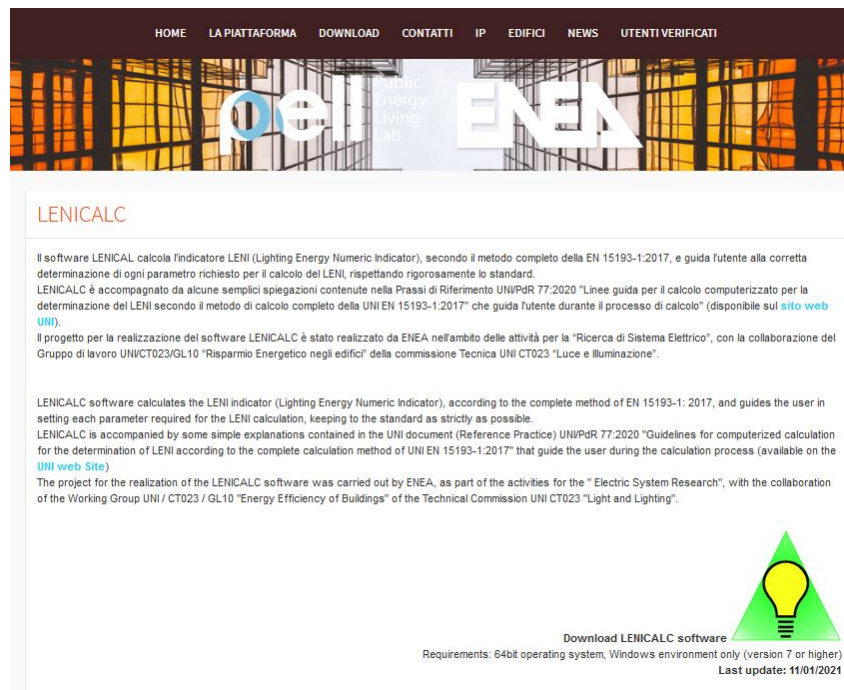 HOME LA PIATTAFORMA DOWNLOAD CONTATTI IP EDIFICI NEWS UTENTI VERIFICATI
pell Public Energy Living Lab ENEA
LENICALC
Il software LENICAL calcola l'indicatore LENI (Lighting Energy Numeric Indicator), secondo il metodo completo della EN 15193-1:2017, e guida l'utente alla corretta
determinazione di ogni parametro richiesto per il calcolo del LENI, rispettando rigorosamente lo standard.
LENICALC è accompagnato da alcune semplici spiegazioni contenute nella Prassi di Riferimento UNI/PdR 77:2020 "Linee guida per il calcolo computerizzato per la
determinazione del LENI secondo il metodo di calcolo completo della UNI EN 15193-1:2017" che guida l'utente durante il processo di calcolo" (disponibile sul sito web
UNI).
Il progetto per la realizzazione del software LENICALC è stato realizzato da ENEA nell'ambito delle attività per la "Ricerca di Sistema Elettrico", con la collaborazione del
Gruppo di lavoro UNI/CT023/GL10 "Risparmio Energetico negli edifici" della commissione Tecnica UNI CT023 "Luce e Illuminazione".
LENICALC software calculates the LENI indicator (Lighting Energy Numeric Indicator), according to the complete method of EN 15193-1: 2017, and guides the user in
setting each parameter required for the LENI calculation, keeping to the standard as strictly as possible.
LENICALC is accompanied by some simple explanations contained in the UNI document (Reference Practice) UNI/PdR 77:2020 "Guidelines for computerized calculation
for the determination of LENI according to the complete calculation method of UNI EN 15193-1:2017" that guide the user during the calculation process (available on the
UNI web Site)
The project for the realization of the LENICALC software was carried out by ENEA, as part of the activities for the " Electric System Research", with the collaboration
of the Working Group UNI / CT023 / GL10 "Energy Efficiency of Buildings" of the Technical Commission UNI CT023 "Light and Lighting".
Download LENICALC software
Requirements: 64bit operating system, Windows environment only (version 7 or higher)
Last update: 11/01/2021